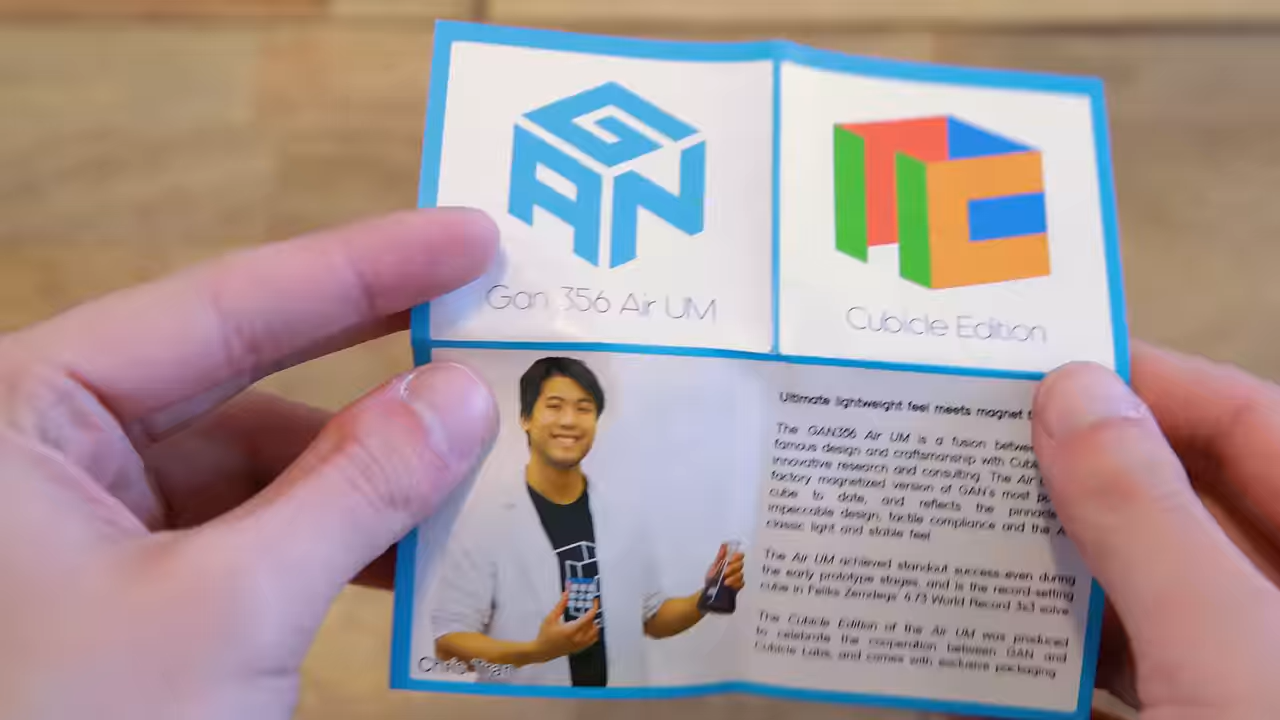 GAN
Gan 356 Air UM
Cubicle Edition
Chris Tran
Ultimate lightweight feel meets magnet
The GAN356 Air UM is a fusion
famous design and craftsmanship with
innovative research and consulting. The Air
factory magnetized version of GAN's most
cube to date, and reflects the
impeccable design, tactile compliance and the
classic light and stable feel
The Air UM achieved standout success even during
the early prototype stages, and is the record-setting
cube in Feliks Zemdegs' 4.73 World Record 3x3 solve
The Cubicle Edition of the Air UM was produced
to celebrate the cooperation between GAN and
Cubicle Labs, and comes with exclusive packaging